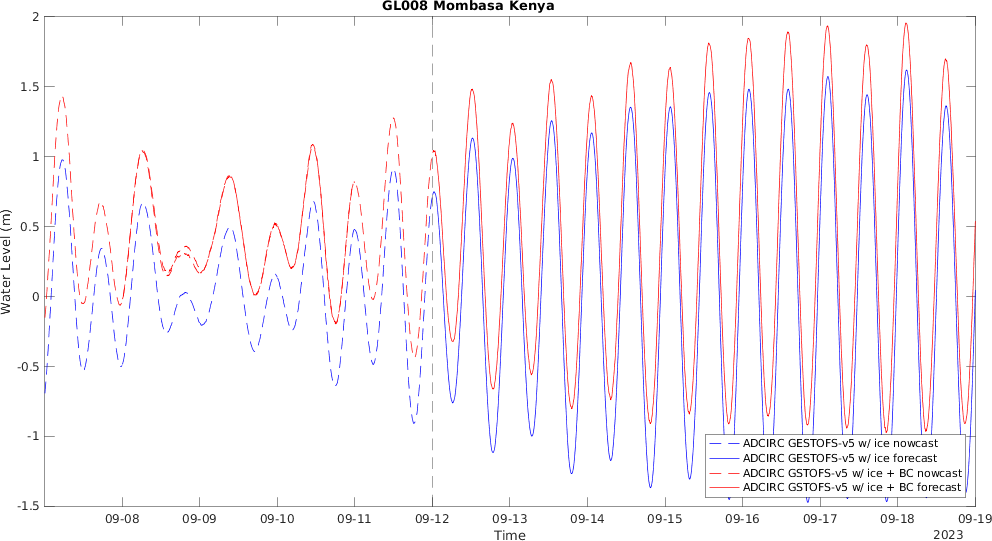 GL008 Mombasa Kenya
2
1.5
1
0.5
0
-0.5
-1
-1.5
Water Level (m)
ADCIRC GESTOFS-v5 w/ ice nowcast
ADCIRC GESTOFS-v5 w/ ice forecast
ADCIRC GSTOFS-v5 w/ ice + BC nowcast
ADCIRC GSTOFS-v5 w/ ice + BC forecast
09-08 09-09 09-10 09-11 09-12 09-13 09-14 09-15 09-16 09-17 09-18 09-19
Time
2023